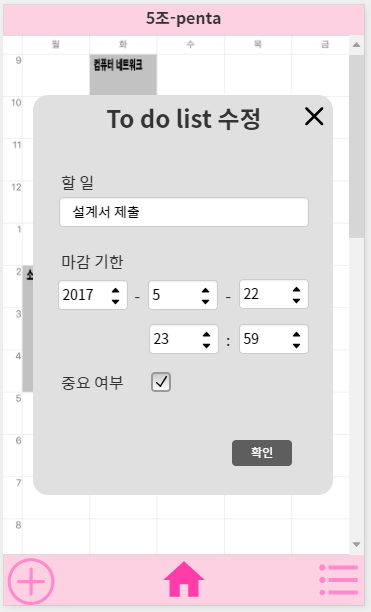 5조-penta
월 화 수 목 금
9
컴퓨터 네트워크
10
To do list 수정
11
12
할 일
설계서 제출
1
마감 기한
2
2017 - 5 - 22
3
23 : 59
4
중요 여부
5
6
확인
7
8